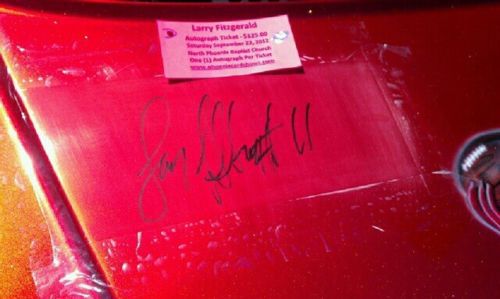 Larry Fitzgerald
Autograph Ticket - $125.00
Saturday September 22, 2012
North Phoenix Baptist Church
One (1) Autograph Per Ticket
11